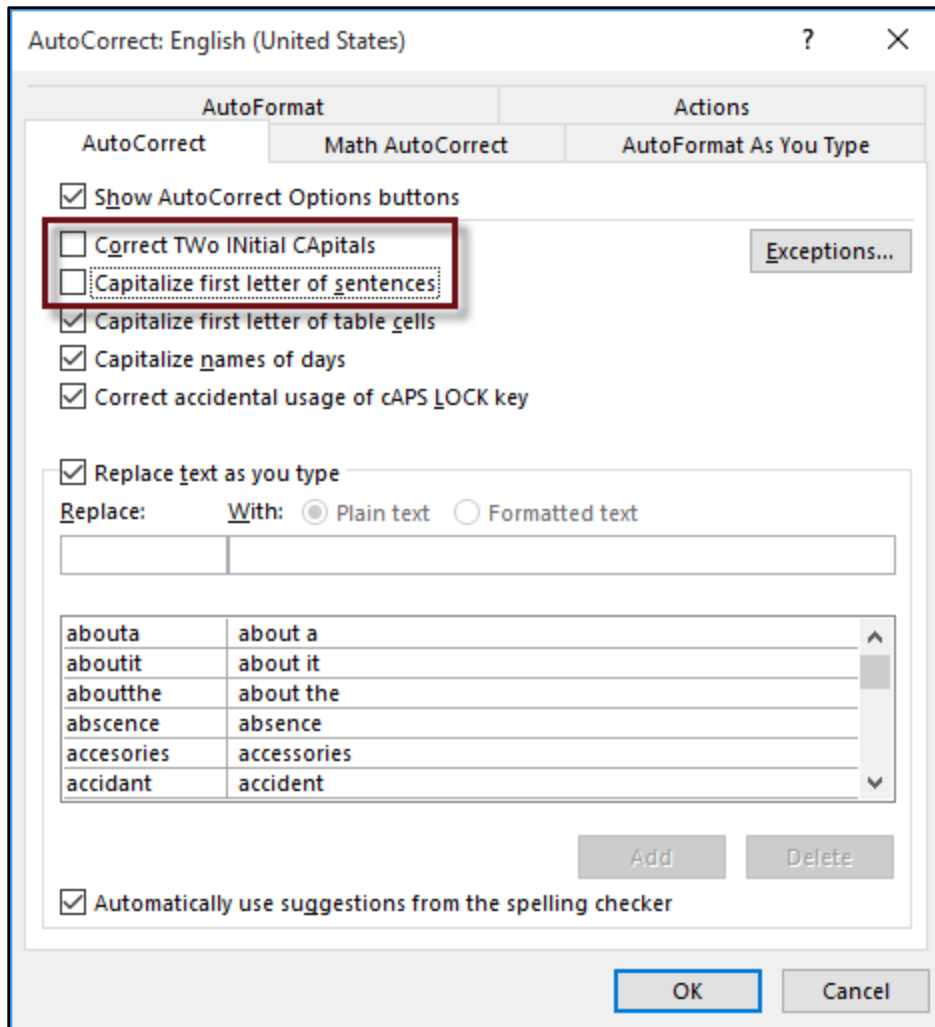 AutoCorrect: English (United States) ?
AutoFormat Actions
AutoCorrect Math AutoCorrect AutoFormat As You Type
Show AutoCorrect Options buttons
Correct TWo INitial CApitals Exceptions...
Capitalize first letter of sentences
Capitalize first letter of table cells
Capitalize names of days
Correct accidental usage of cAPS LOCK key
Replace text as you type
Replace: With: Plain text Formatted text
abouta about a
aboutit about it
aboutthe about the
abscence absence
accesories accessories
accidant accident
Add Delete
Automatically use suggestions from the spelling checker
OK Cancel